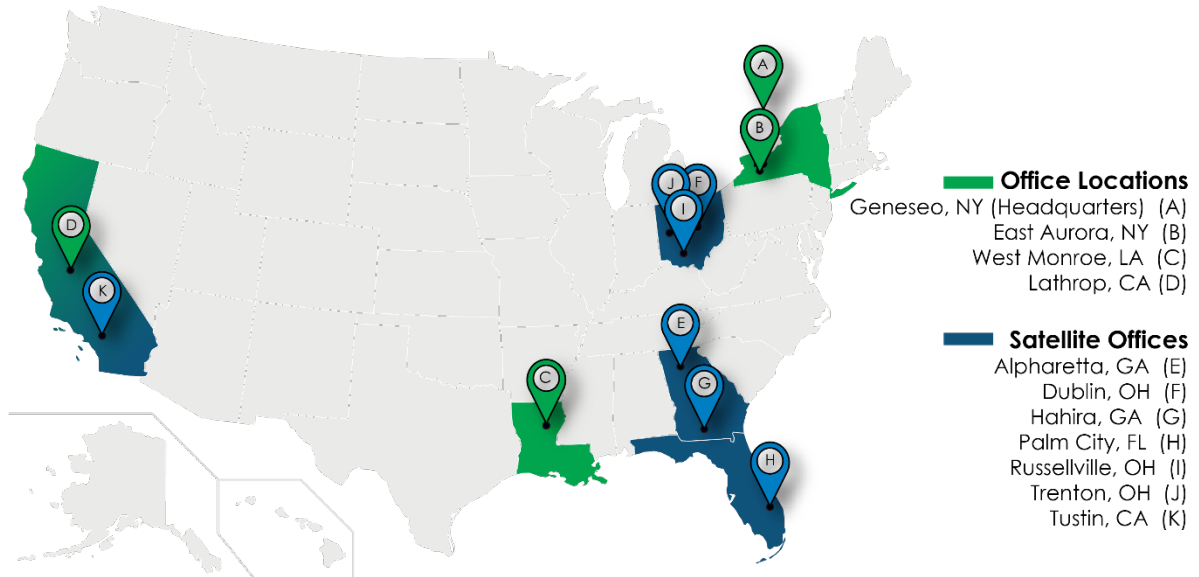 A
B
J F
I
D
K
E
C
G
H
Office Locations
Geneseo, NY (Headquarters) (A)
East Aurora, NY (B)
West Monroe, LA (C)
Lathrop, CA (D)
Satellite Offices
Alpharetta, GA (E)
Dublin, OH (F)
Hahira, GA (G)
Palm City, FL (H)
Russellville, OH (I)
Trenton, OH (J)
Tustin, CA (K)